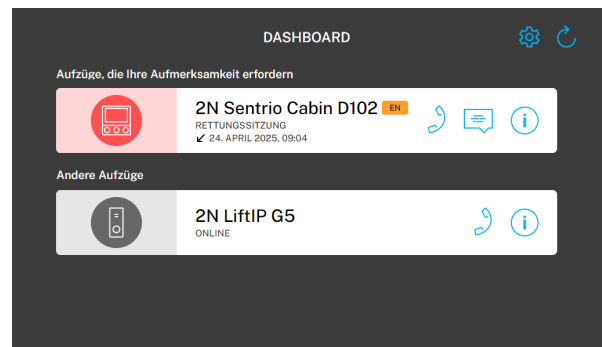 DASHBOARD
Aufzüge, die Ihre Aufmerksamkeit erfordern
2N Sentrio Cabin D102 EN
RETTUNGSSITZUNG
24. APRIL 2025, 09:04
Andere Aufzüge
2N LiftIP G5
ONLINE